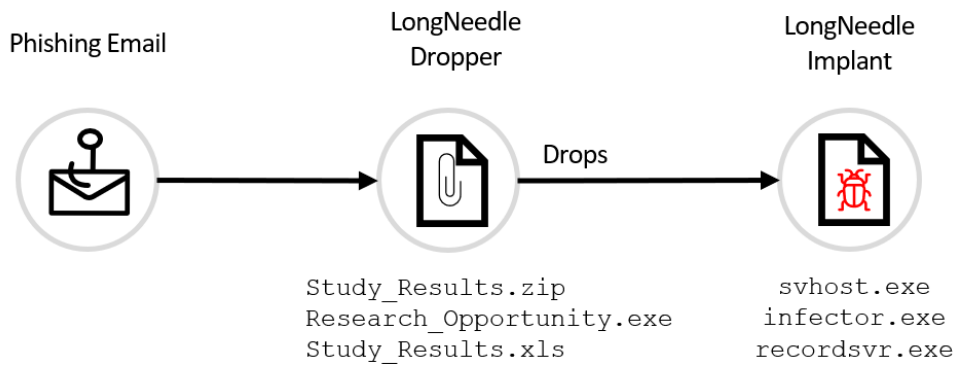 Phishing Email
LongNeedle
Dropper
LongNeedle
Implant
Drops
Study_Results.zip
Research_Opportunity.exe
Study_Results.xls
svhost.exe
infector.exe
recordsvr.exe